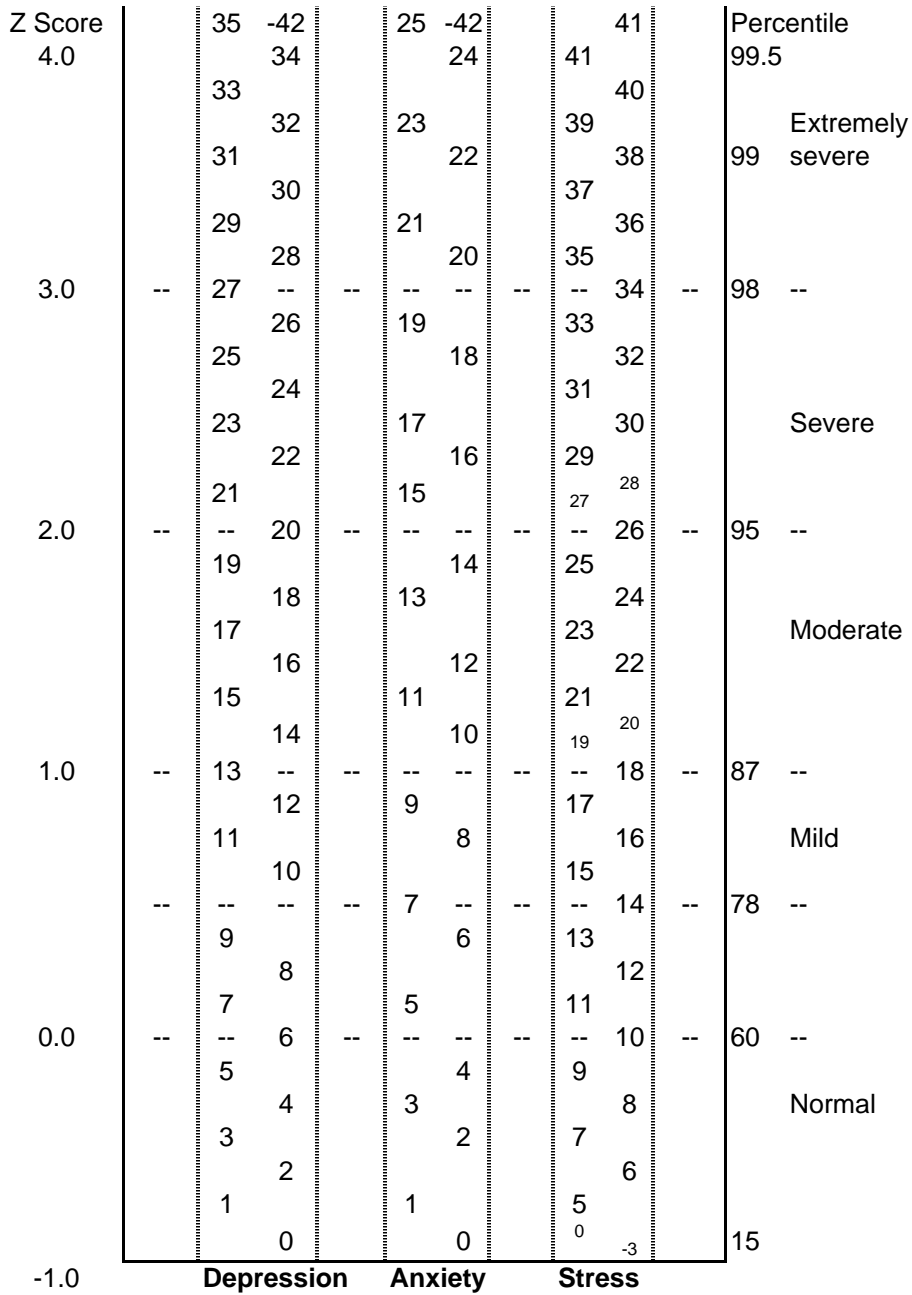 Z Score 35 -42 25 -42 41 Percentile
4.0 34 24 41 99.5
33 40
32 23 39 Extremely
31 22 38 99 severe
30 37
29 21 36
28 20 35
3.0 -- 27 -- -- -- -- -- -- 34 -- 98 --
26 19 33
25 18 32
24 31
23 17 30 Severe
22 16 29
21 15 27 28
2.0 -- -- 20 -- -- -- -- -- 26 -- 95 --
19 14 25
18 13 24
17 23 Moderate
16 12 22
15 11 21
14 10 19 20
1.0 -- 13 -- -- -- -- -- -- 18 -- 87 --
12 9 17
11 8 16 Mild
10 15
-- -- -- -- 7 -- -- -- 14 -- 78 --
9 6 13
8 12
7 5 11
0.0 -- -- 6 -- -- -- -- -- 10 -- 60 --
5 4 9
4 3 8 Normal
3 2 7
2 6
1 1 5
0 0 0 -3 15
-1.0 Depression Anxiety Stress